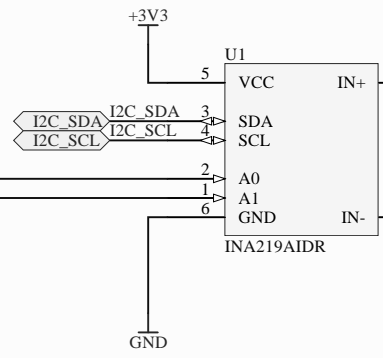 +3V3
U1
5 VCC IN+
I2C_SDA I2C_SDA 3 SDA
I2C_SCL I2C_SCL 4 SCL
2 A0
1 A1
6 GND IN-
INA219AIDR
GND